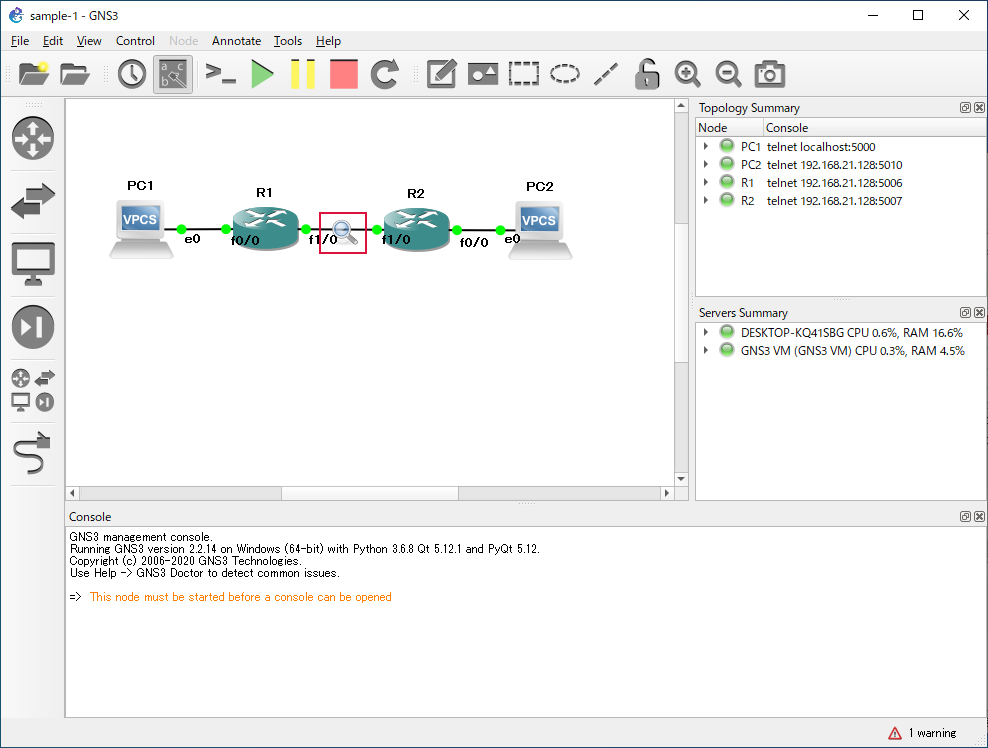 sample-1 - GNS3
File Edit View Control Node Annotate Tools Help
a c
b
Topology Summary
Node Console
PC1 telnet localhost:5000
PC2 telnet 192.168.21.128:5010
R1 telnet 192.168.21.128:5006
R2 telnet 192.168.21.128:5007
PC1
R1
R2
PC2
VPCS
VPCS
e0
f0/0
f1/0
f1/0
f0/0
e0
Servers Summary
DESKTOP-KQ41SBG CPU 0.6%, RAM 16.6%
GNS3 VM (GNS3 VM) CPU 0.3%, RAM 4.5%
Console
GNS3 management console.
Running GNS3 version 2.2.14 on Windows (64-bit) with Python 3.6.8 Qt 5.12.1 and PyQt 5.12.
Copyright (c) 2006-2020 GNS3 Technologies.
Use Help -> GNS3 Doctor to detect common issues.
=> This node must be started before a console can be opened
1 warning